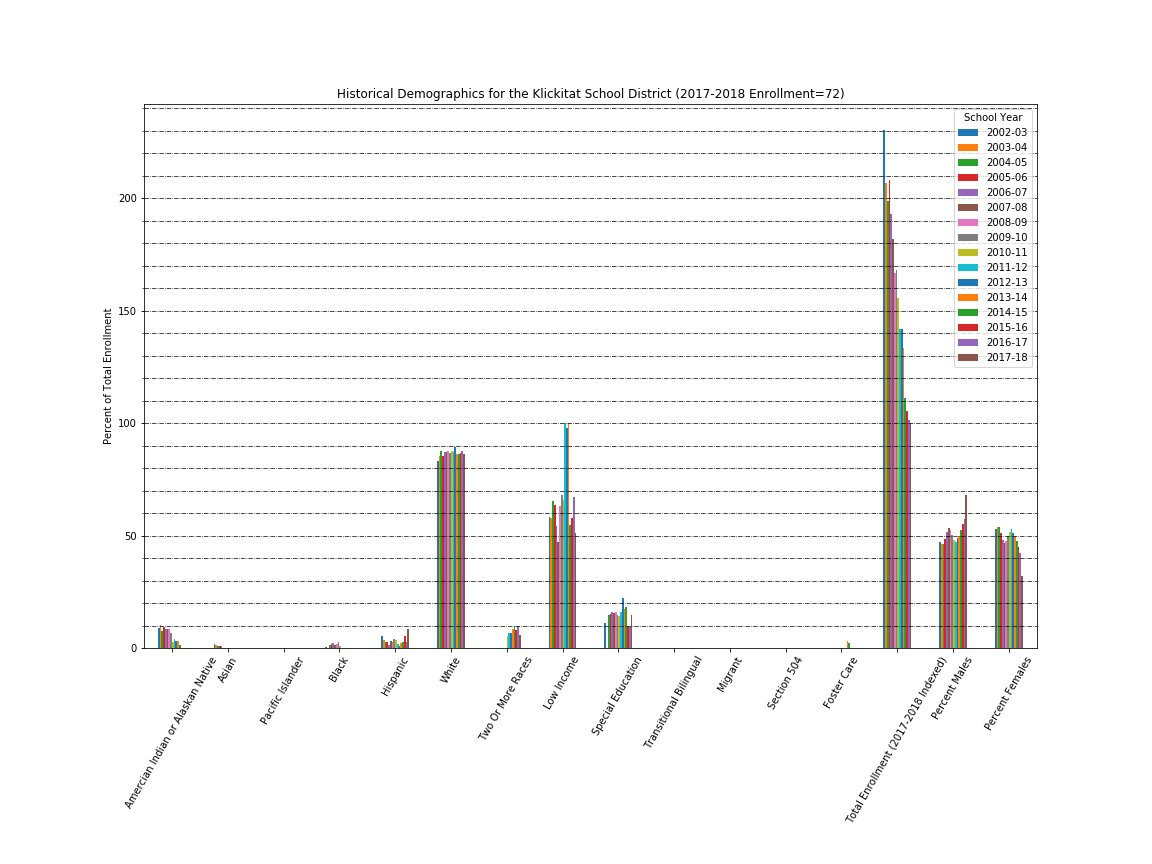 Historical Demographics for the Klickitat School District (2017-2018 Enrollment=72)
School Year
2002-03
2003-04
2004-05
2005-06
2006-07
2007-08
2008-09
2009-10
2010-11
2011-12
2012-13
2013-14
2014-15
2015-16
2016-17
2017-18
Percent of Total Enrollment
200
150
100
50
0
Amercian Indian or Alaskan Native
Asian
Pacific Islander
Black
Hispanic
White
Two Or More Races
Low Income
Special Education
Transitional Bilingual
Migrant
Section 504
Foster Care
Total Enrollment (2017-2018 Indexed)
Percent Males
Percent Females